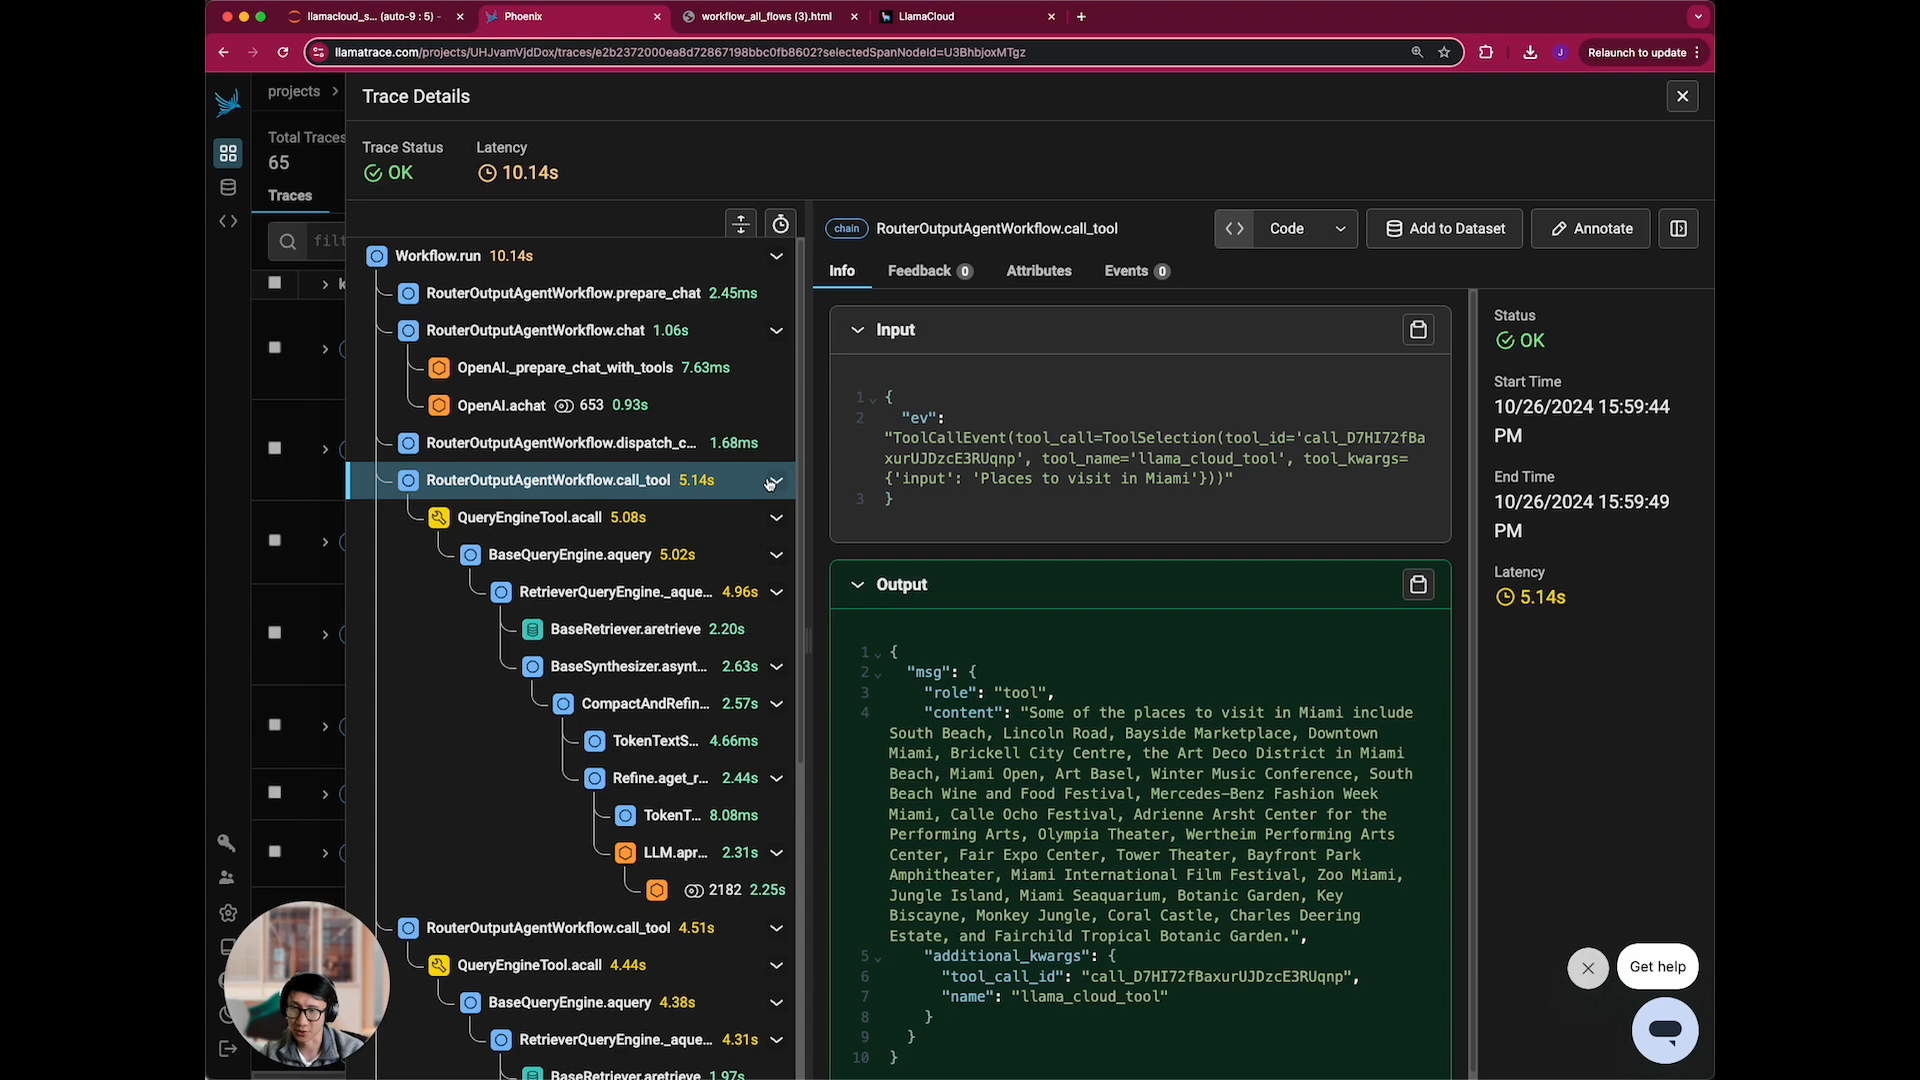 llamacloud_s... (auto-9 : 5) -
Phoenix
workflow_all_flows (3).html
LlamaCloud
llamatrace.com/projects/UHJvamVjdDox/traces/e2b2372000ea8d72867198bbc0fb8602?selectedSpanNodeId=U3BhbjoxMTgz
J
Relaunch to update
projects
Total Traces
65
Traces
filt
k
Trace Details
Trace Status
OK
Latency
10.14s
Workflow.run 10.14s
RouterOutputAgentWorkflow.prepare_chat 2.45ms
RouterOutputAgentWorkflow.chat 1.06s
OpenAI._prepare_chat_with_tools 7.63ms
OpenAI.achat 653 0.93s
RouterOutputAgentWorkflow.dispatch_c... 1.68ms
RouterOutputAgentWorkflow.call_tool 5.14s
QueryEngineTool.acall 5.08s
BaseQueryEngine.aquery 5.02s
RetrieverQueryEngine._aque... 4.96s
BaseRetriever.aretrieve 2.20s
BaseSynthesizer.asynt... 2.63s
CompactAndRefin... 2.57s
TokenTextS... 4.66ms
Refine.aget_r... 2.44s
TokenT... 8.08ms
LLM.apr... 2.31s
2182 2.25s
RouterOutputAgentWorkflow.call_tool 4.51s
QueryEngineTool.acall 4.44s
BaseQueryEngine.aquery 4.38s
RetrieverQueryEngine._aque... 4.31s
BaseRetriever.aretrieve 1.97s
chain RouterOutputAgentWorkflow.call_tool
Code
Add to Dataset
Annotate
Info
Feedback 0
Attributes
Events 0
Input
1 {
2 "ev":
"ToolCallEvent(tool_call=ToolSelection(tool_id='call_D7HI72fBa
xurUJDzcE3RUqnp', tool_name='llama_cloud_tool', tool_kwargs=
{'input': 'Places to visit in Miami'}))"
3 }
Output
1 {
2 "msg": {
3 "role": "tool",
4 "content": "Some of the places to visit in Miami include
South Beach, Lincoln Road, Bayside Marketplace, Downtown
Miami, Brickell City Centre, the Art Deco District in Miami
Beach, Miami Open, Art Basel, Winter Music Conference, South
Beach Wine and Food Festival, Mercedes-Benz Fashion Week
Miami, Calle Ocho Festival, Adrienne Arsht Center for the
Performing Arts, Olympia Theater, Wertheim Performing Arts
Center, Fair Expo Center, Tower Theater, Bayfront Park
Amphitheater, Miami International Film Festival, Zoo Miami,
Jungle Island, Miami Seaquarium, Botanic Garden, Key
Biscayne, Monkey Jungle, Coral Castle, Charles Deering
Estate, and Fairchild Tropical Botanic Garden.",
5 "additional_kwargs": {
6 "tool_call_id": "call_D7HI72fBaxurUJDzcE3RUqnp",
7 "name": "llama_cloud_tool"
8 }
9 }
10 }
Status
OK
Start Time
10/26/2024 15:59:44
PM
End Time
10/26/2024 15:59:49
PM
Latency
5.14s
Get help